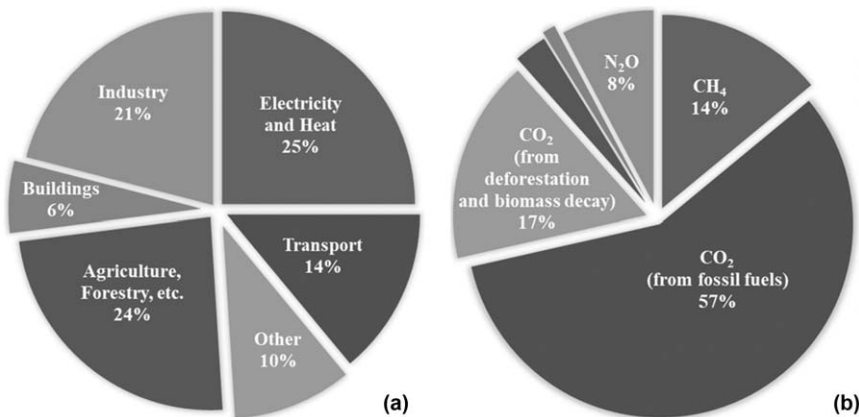 Industry
21%
Electricity
and Heat
25%
Buildings
6%
Transport
14%
Agriculture,
Forestry, etc.
24%
Other
10%
(a)
N₂O
8%
CH₄
14%
CO₂
(from
deforestation
and biomass decay)
17%
CO₂
(from fossil fuels)
57%
(b)